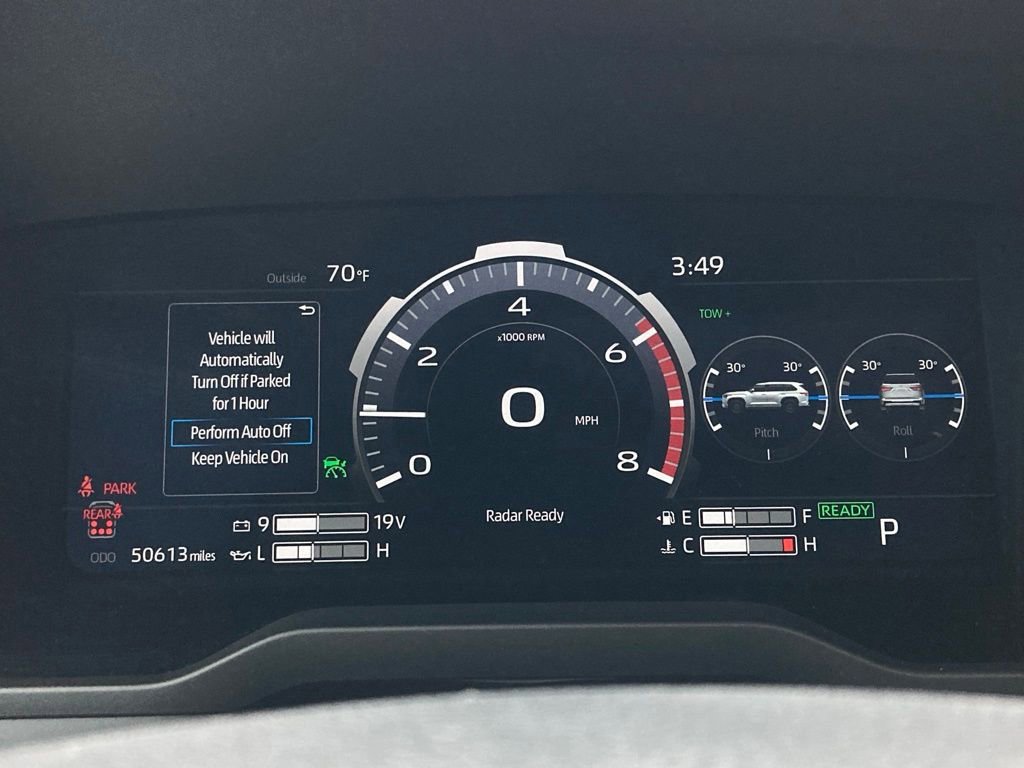 Outside 70°F
3:49
Vehicle will
Automatically
Turn Off if Parked
for 1 Hour
Perform Auto Off
Keep Vehicle On
0
2
4
6
8
x1000 RPM
0 MPH
Radar Ready
TOW +
30° 30°
Pitch
30° 30°
Roll
PARK
REAR
ODO 50613 miles
9 19V
L H
E F
C H
READY
P